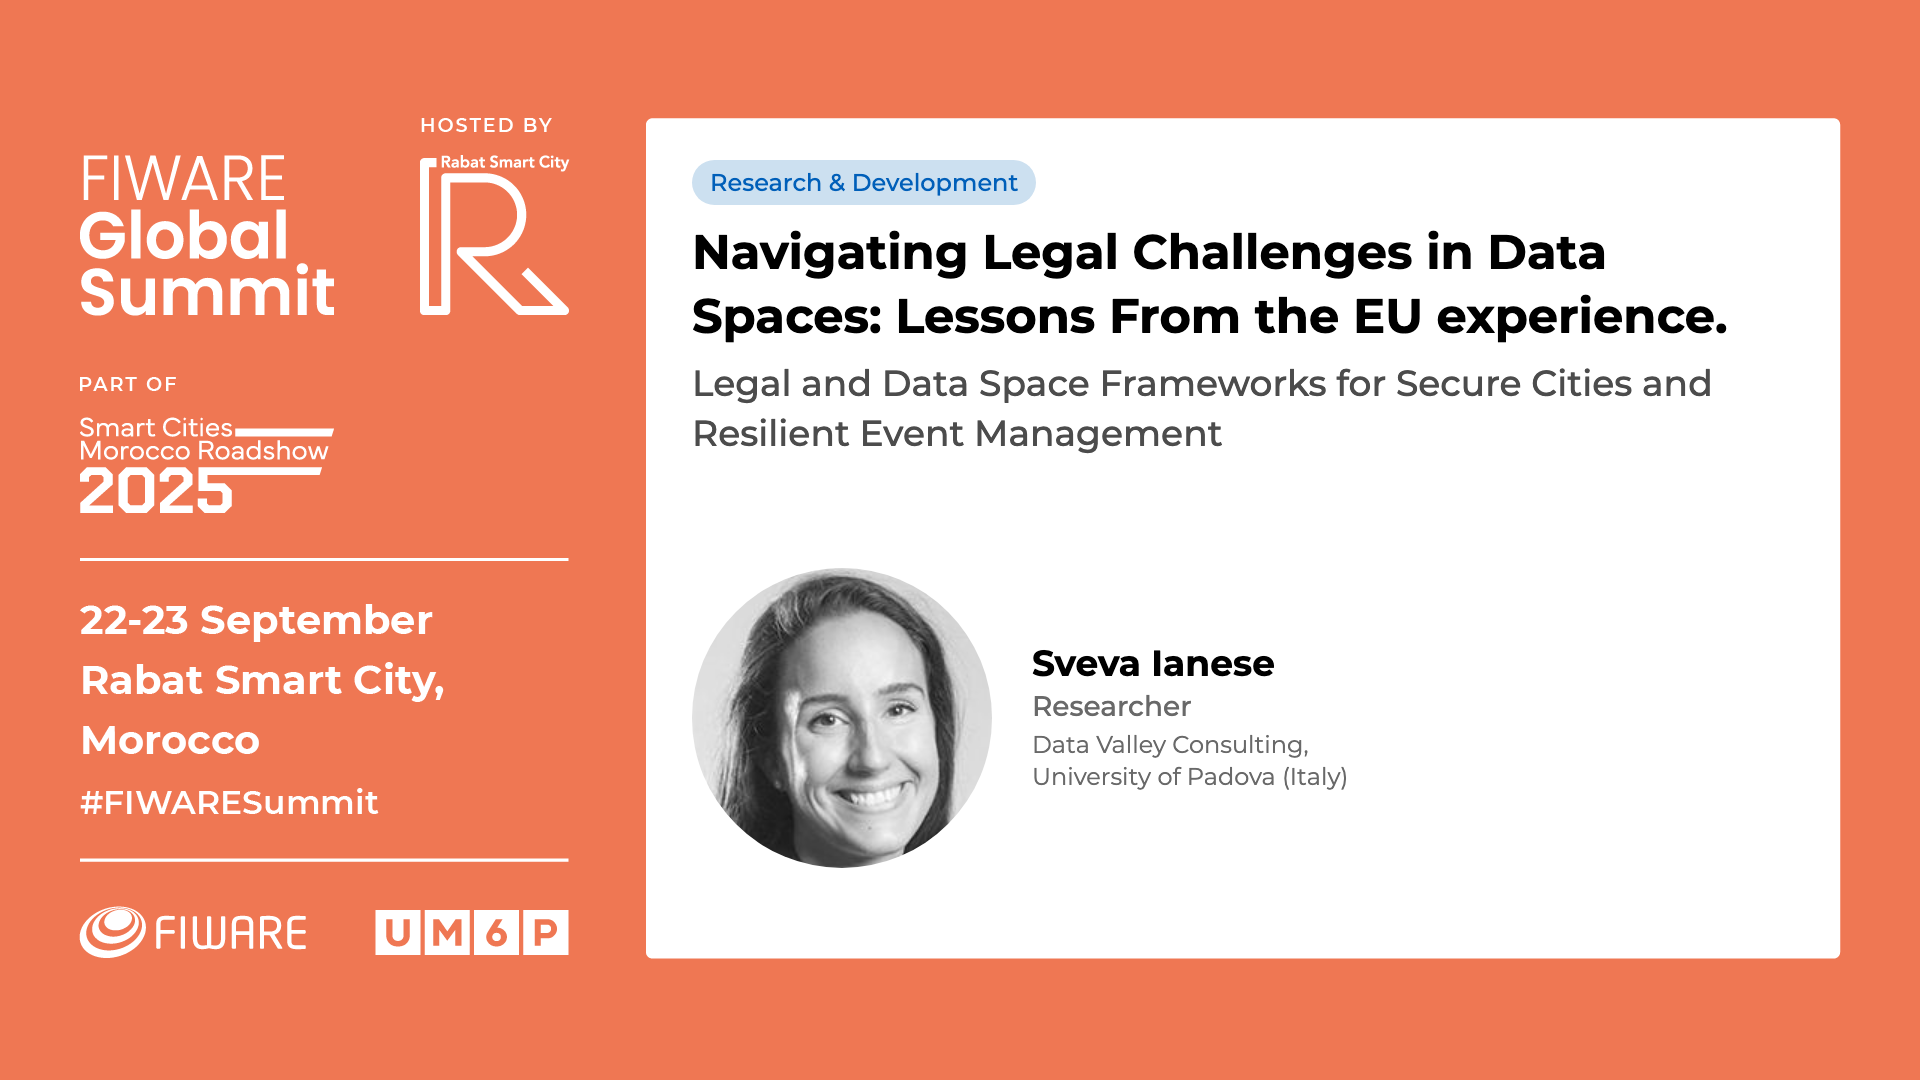 FIWARE
Global
Summit
HOSTED BY
Rabat Smart City
R
PART OF
Smart Cities
Morocco Roadshow
2025
22-23 September
Rabat Smart City,
Morocco
#FIWARESummit
FIWARE
UM6P
Research & Development
Navigating Legal Challenges in Data
Spaces: Lessons From the EU experience.
Legal and Data Space Frameworks for Secure Cities and
Resilient Event Management
Sveva Ianese
Researcher
Data Valley Consulting,
University of Padova (Italy)